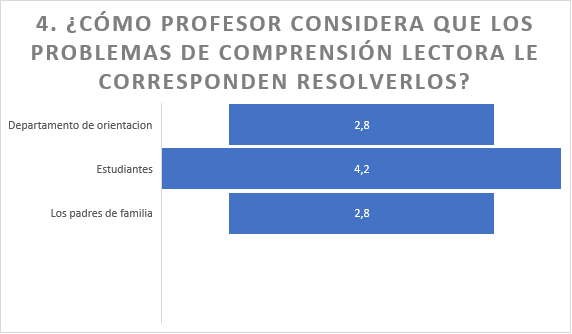 4. ¿CÓMO PROFESOR CONSIDERA QUE LOS
PROBLEMAS DE COMPRENSIÓN LECTORA LE
CORRESPONDEN RESOLVERLOS?
Departamento de orientacion
2,8
Estudiantes
4,2
Los padres de familia
2,8